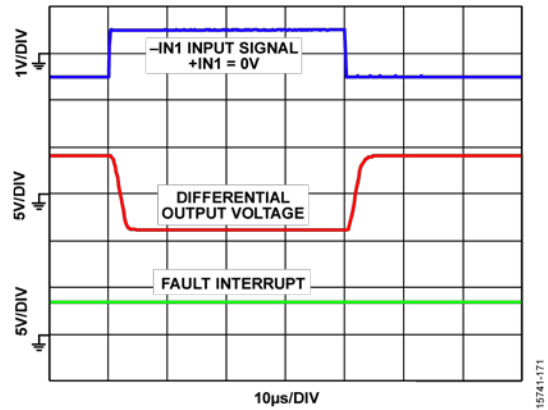 1V/DIV
–IN1 INPUT SIGNAL
+IN1 = 0V
5V/DIV
DIFFERENTIAL
OUTPUT VOLTAGE
5V/DIV
FAULT INTERRUPT
10µs/DIV
15741-171